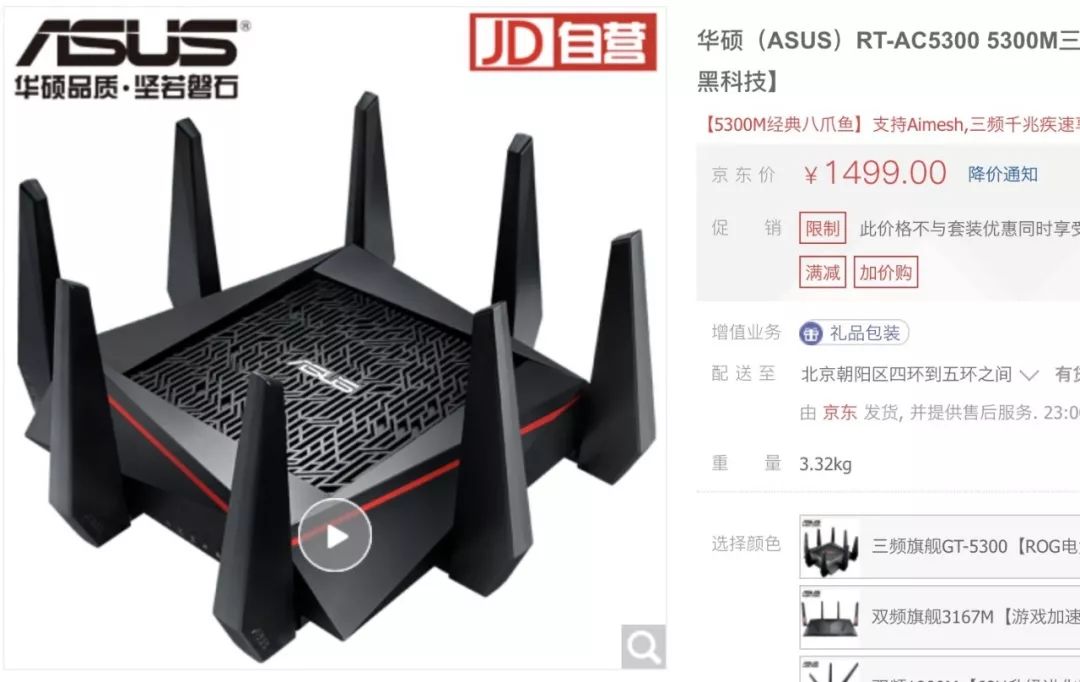 ASUS®
华硕品质·坚若磐石
JD自营
ASUS
ASUS
ASUS
华硕（ASUS）RT-AC5300 5300M三
黑科技】
【5300M经典八爪鱼】支持Aimesh,三频千兆疾速
京东价 ￥1499.00 降价通知
促销 限制 此价格不与套装优惠同时享受
满减 加价购
增值业务 礼品包装
配送至 北京朝阳区四环到五环之间 有货
由 京东 发货, 并提供售后服务. 23:0
重量 3.32kg
选择颜色 三频旗舰GT-5300【ROG电
双频旗舰3167M【游戏加速